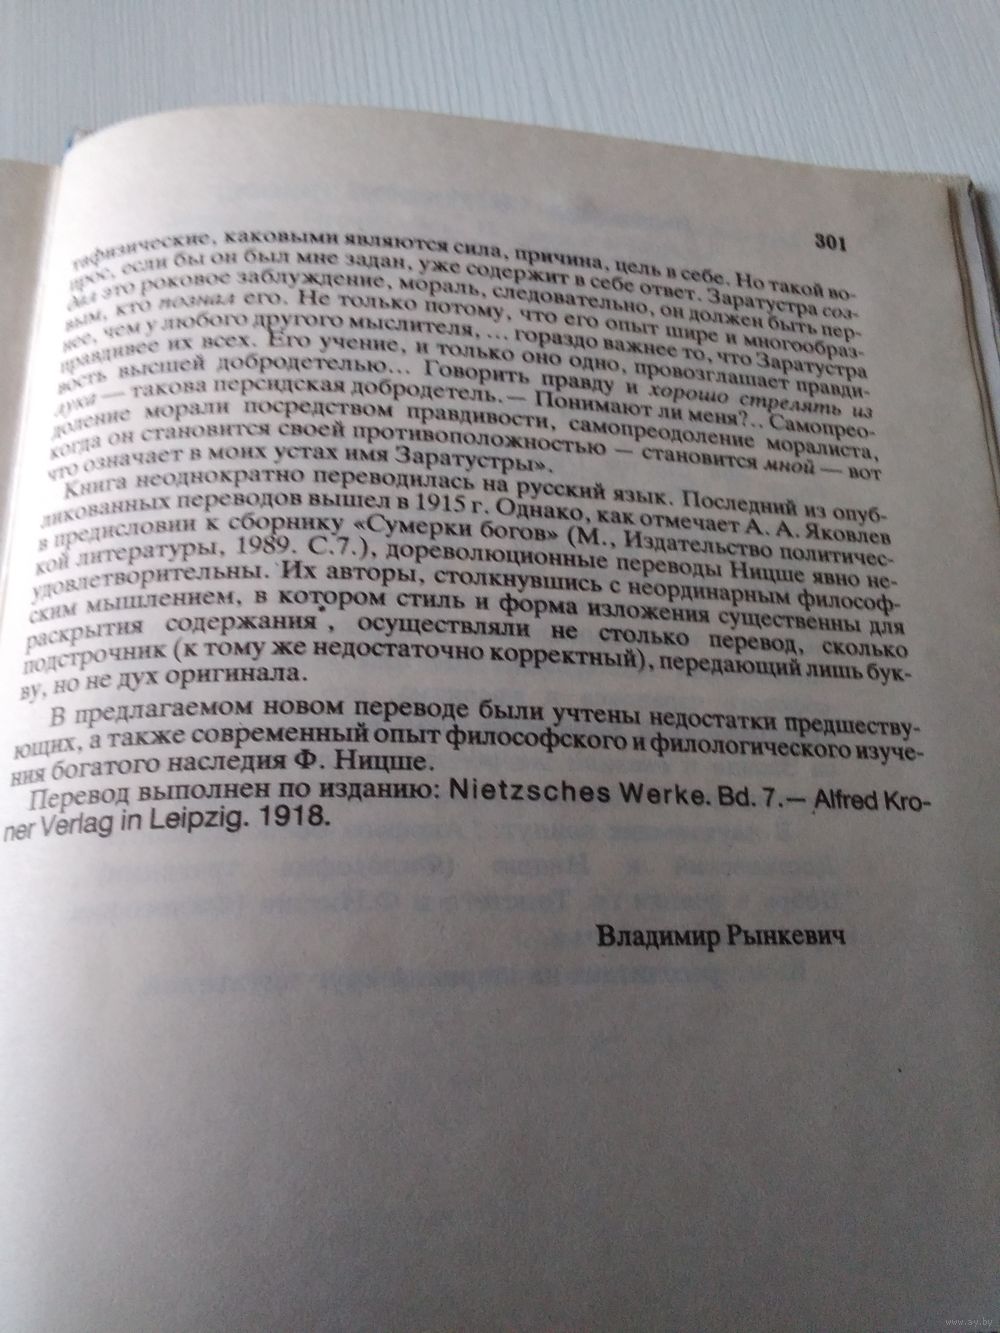 301
тафизические, каковыми являются сила, причина, цель в себе. Но такой во-
прос, если бы он был мне задан, уже содержит в себе ответ. Заратустра соз-
дал это роковое заблуждение, мораль, следовательно, он должен быть пер-
вым, кто познал его. Не только потому, что его опыт шире и многообраз-
нее, чем у любого другого мыслителя, ... гораздо важнее то, что Заратустра
правдивее их всех. Его учение, и только оно одно, провозглашает правди-
вость высшей добродетелью... Говорить правду и хорошо стрелять из
лука — такова персидская добродетель. — Понимают ли меня?.. Самопрео-
доление морали посредством правдивости, самопреодоление моралиста,
когда он становится своей противоположностью — становится мной — вот
что означает в моих устах имя Заратустры».
Книга неоднократно переводилась на русский язык. Последний из опуб-
ликованных переводов вышел в 1915 г. Однако, как отмечает А. А. Яковлев
в предисловии к сборнику «Сумерки богов» (М., Издательство политичес-
кой литературы, 1989. С.7.), дореволюционные переводы Ницше явно не-
удовлетворительны. Их авторы, столкнувшись с неординарным философ-
ским мышлением, в котором стиль и форма изложения существенны для
раскрытия содержания , осуществляли не столько перевод, сколько
подстрочник (к тому же недостаточно корректный), передающий лишь бук-
ву, но не дух оригинала.
В предлагаемом новом переводе были учтены недостатки предшеству-
ющих, а также современный опыт философского и филологического изуче-
ния богатого наследия Ф. Ницше.
Перевод выполнен по изданию: Nietzsches Werke. Bd. 7.— Alfred Kro-
ner Verlag in Leipzig. 1918.
Владимир Рынкевич
www.ay.by